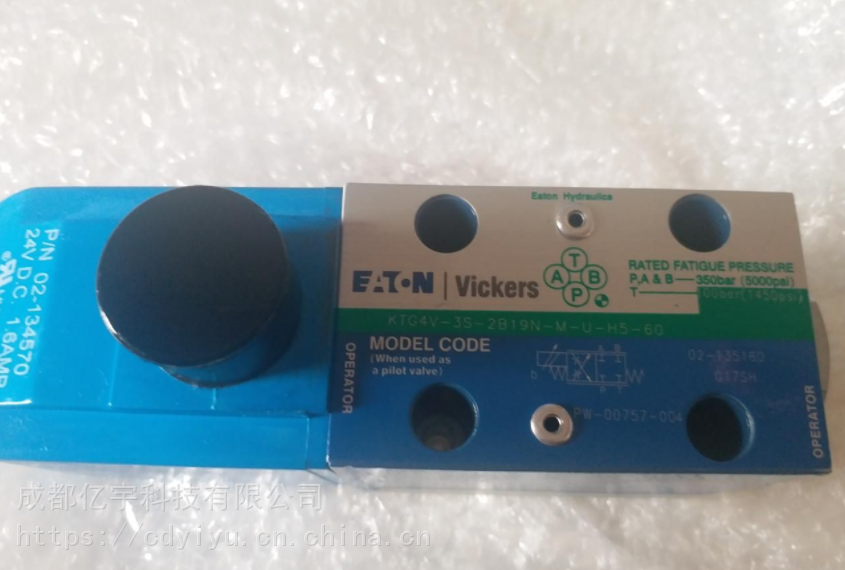 P/N 02-134570
24V D.C 1.6AMP
Eaton Hydraulics
EATON | Vickers
T
A B
P
RATED FATIGUE PRESSURE
P,A & B—350bar (5000psi)
T—100bar(1450psi)
KTG4V-3S-2B19N-M-U-H5-60
MODEL CODE
(When used as
a pilot valve)
OPERATOR
b
02-335160
017SH
PW-00757-004
OPERATOR
成都亿宇科技有限公司
https://cdyiyu.cn.china.cn